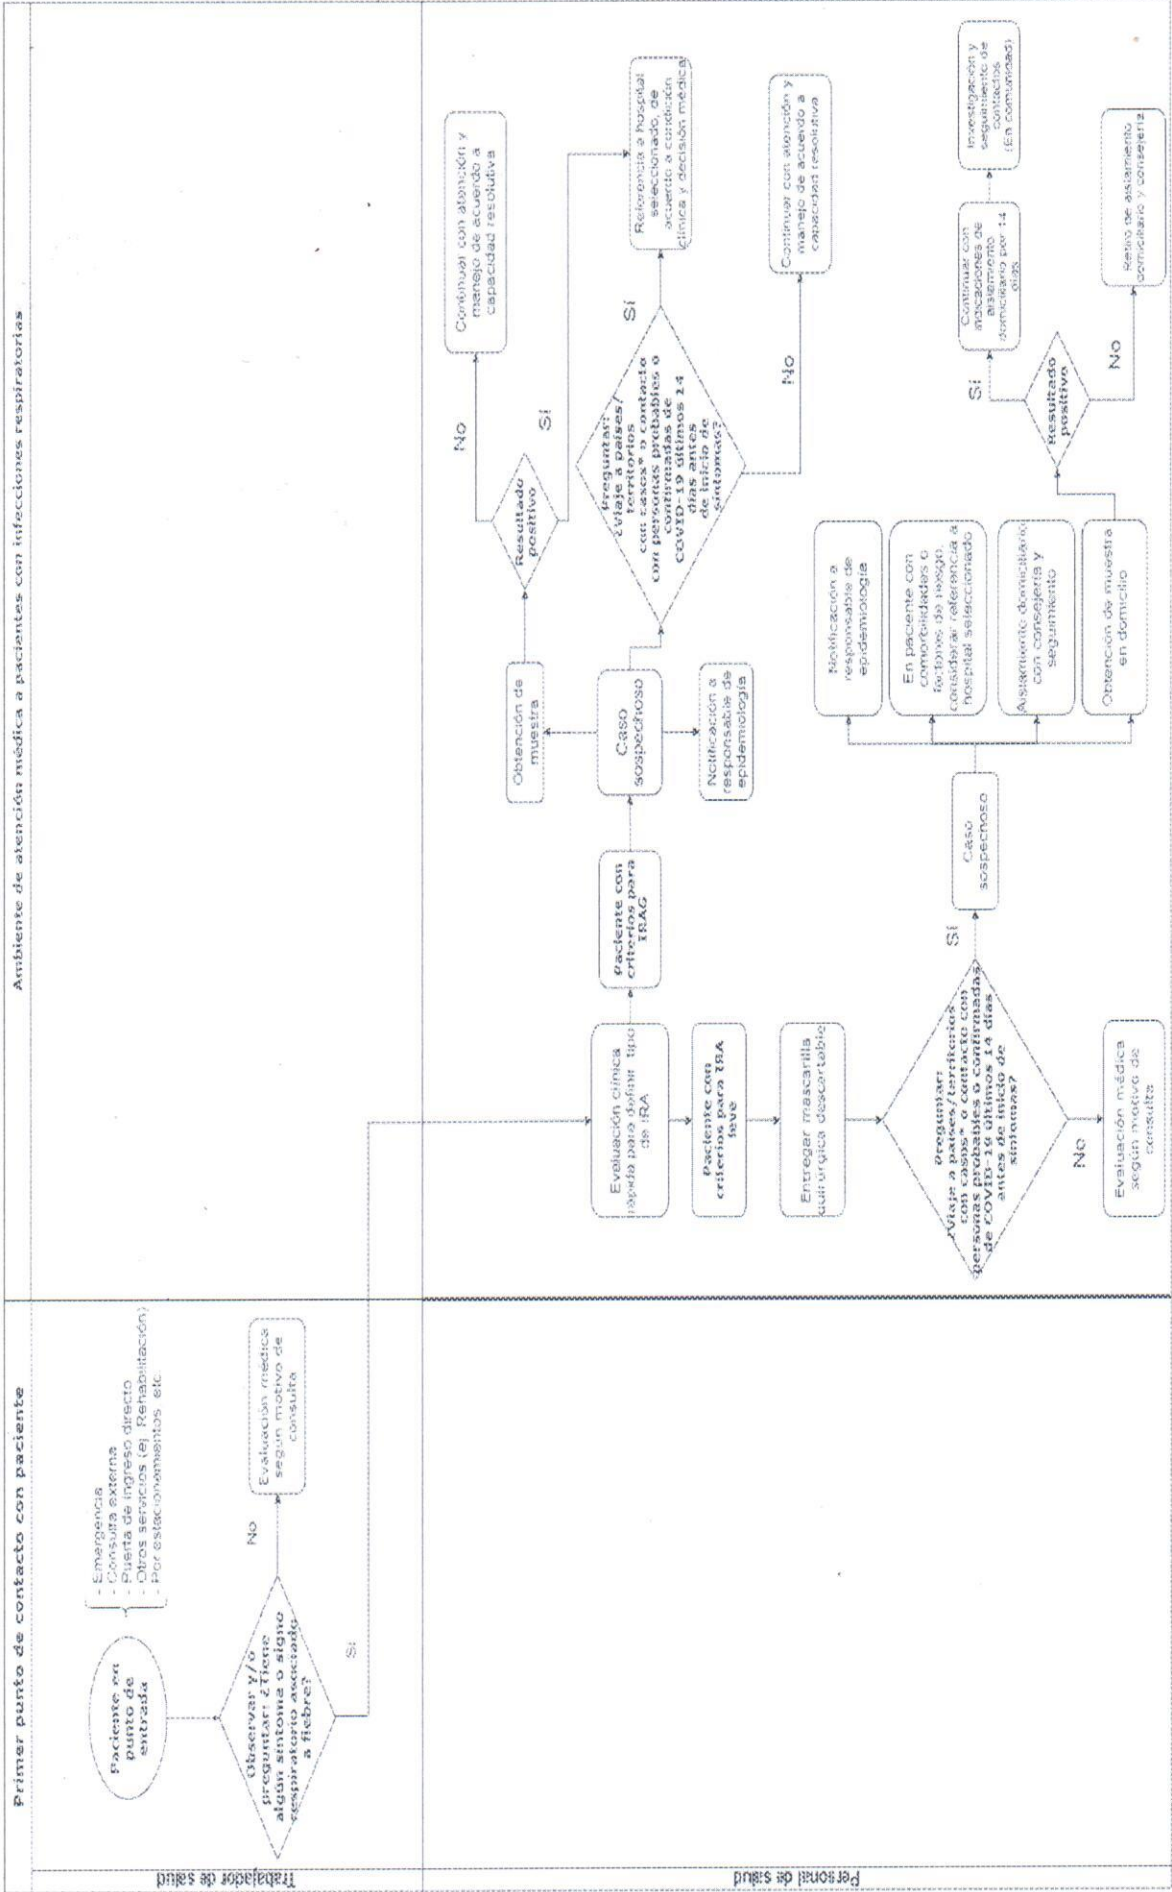 Primer punto de contacto con paciente
Ambiente de atención médica a pacientes con infecciones respiratorias
Trabajador de salud
Paciente en
punto de
entrada
- Emergencia
- Consulta externa
- Puerta de ingreso directo
- Otros servicios (ej. Rehabilitación)
- Por estacionamientos etc.
Observar y/o
preguntar: ¿Tiene
algún síntoma o signo
respiratorio asociado
a fiebre?
No
Evaluación médica
según motivo de
consulta
Sí
Personal de salud
Evaluación clínica
rápida para definir tipo
de IRA
Paciente con
criterios para
IRAG
Caso
sospechoso
Obtención de
muestra
Notificación a
responsable de
epidemiología
Resultado
positivo
No
Continuar con atención y
manejo de acuerdo a
capacidad resolutiva
Sí
Preguntar:
¿Viaje a países/
territorios
con casos* o contacto
con personas probables o
confirmadas de
COVID-19 últimos 14
días antes
de inicio de
síntomas?
Sí
Referencia a hospital
seleccionado, de
acuerdo a condición
clínica y decisión médica
No
Continuar con atención y
manejo de acuerdo a
capacidad resolutiva
Paciente con
criterios para IRA
leve
Entregar mascarilla
quirúrgica descartable
Preguntar:
¿Viaje a países/territorios
con casos* o contacto con
personas probables o confirmadas
de COVID-19 últimos 14 días
antes de inicio de
síntomas?
No
Evaluación médica
según motivo de
consulta
Sí
Caso
sospechoso
Notificación a
responsable de
epidemiología
En paciente con
comorbilidades o
factores de riesgo,
considerar referencia a
hospital seleccionado
Aislamiento domiciliario
con consejería y
seguimiento
Obtención de muestra
en domicilio
Resultado
positivo
Sí
Continuar con
indicaciones de
aislamiento
domiciliario por 14
días
Investigación y
seguimiento de
contactos
(En comunidad)
No
Retiro de aislamiento
domiciliario y consejería